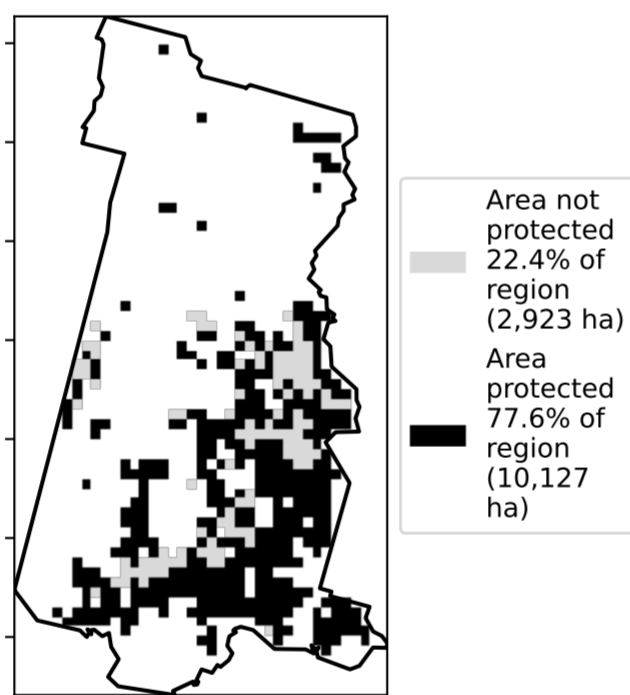 Area not
protected
22.4% of
region
(2,923 ha)
Area
protected
77.6% of
region
(10,127
ha)